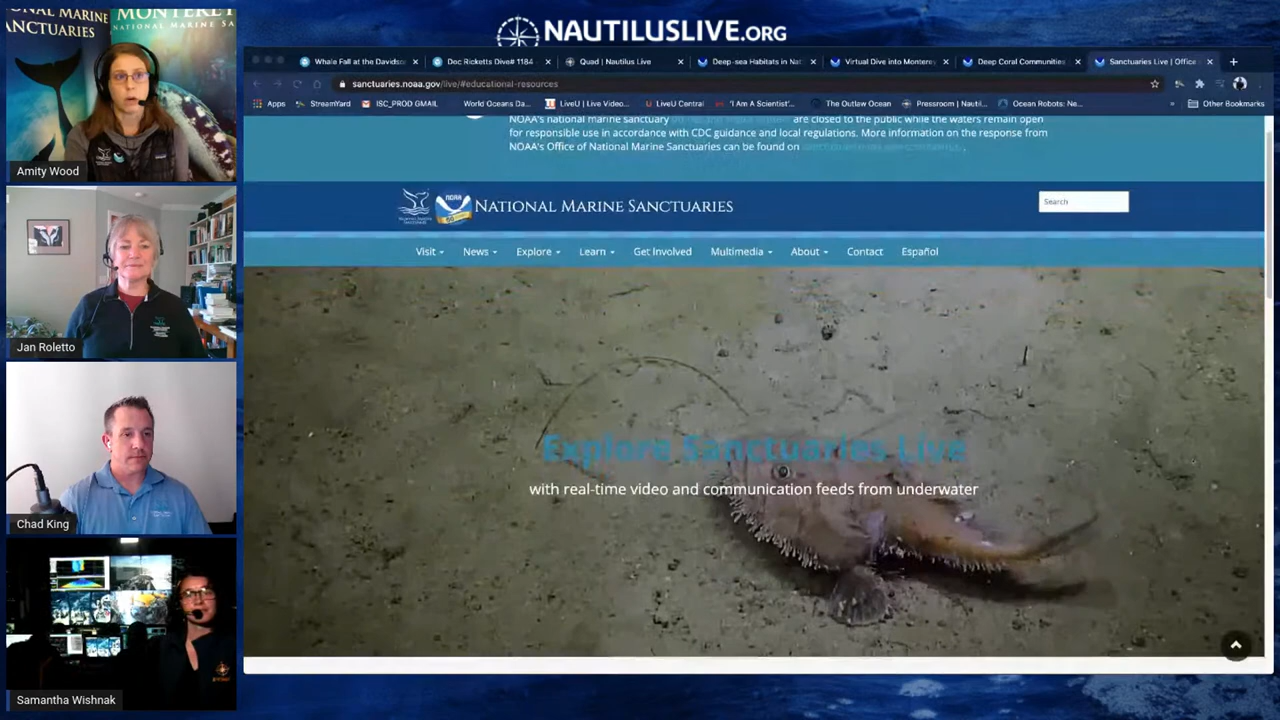 NAUTILUSLIVE.ORG
NAL MARINE
NCTUARIES
MONTEREY
NATIONAL MARINE SA
Amity Wood
Jan Roletto
Chad King
Samantha Wishnak
Whale Fall at the Davidso
Doc Ricketts Dive# 1184
Quad | Nautilus Live
Deep-sea Habitats in Nat
Virtual Dive into Montere
Deep Coral Communities
Sanctuaries Live | Office
sanctuaries.noaa.gov/live/#educational-resources
Apps StreamYard ISC_PROD GMAIL World Oceans Da... LiveU | Live Video... LiveU Central 'I Am A Scientist'... The Outlaw Ocean Pressroom | Nautil... Ocean Robots: Ne... » Other Bookmarks
NOAA's national marine sanctuary are closed to the public while the waters remain open
for responsible use in accordance with CDC guidance and local regulations. More information on the response from
NOAA's Office of National Marine Sanctuaries can be found on .
NOAA
NATIONAL MARINE SANCTUARIES
Search
Visit News Explore Learn Get Involved Multimedia About Contact Español
Explore Sanctuaries Live
with real-time video and communication feeds from underwater